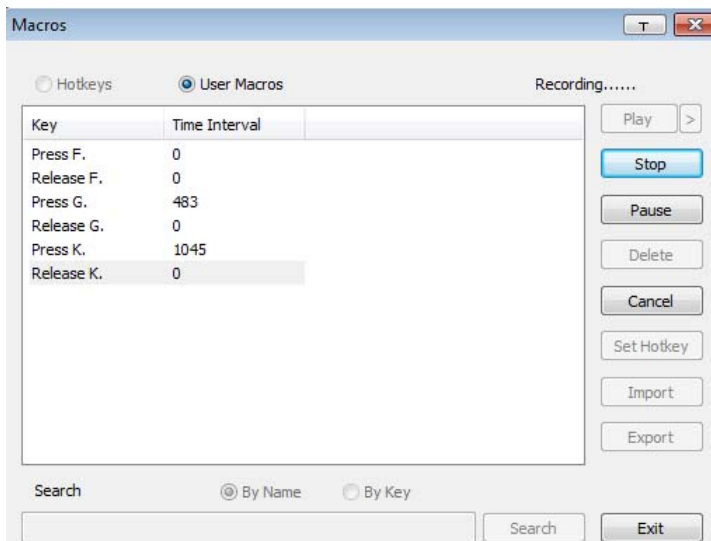 Macros
T
Hotkeys User Macros Recording......
Key Time Interval
Play >
Press F. 0
Release F. 0
Stop
Press G. 483
Release G. 0
Pause
Press K. 1045
Release K. 0
Delete
Cancel
Set Hotkey
Import
Export
Search By Name By Key
Search Exit